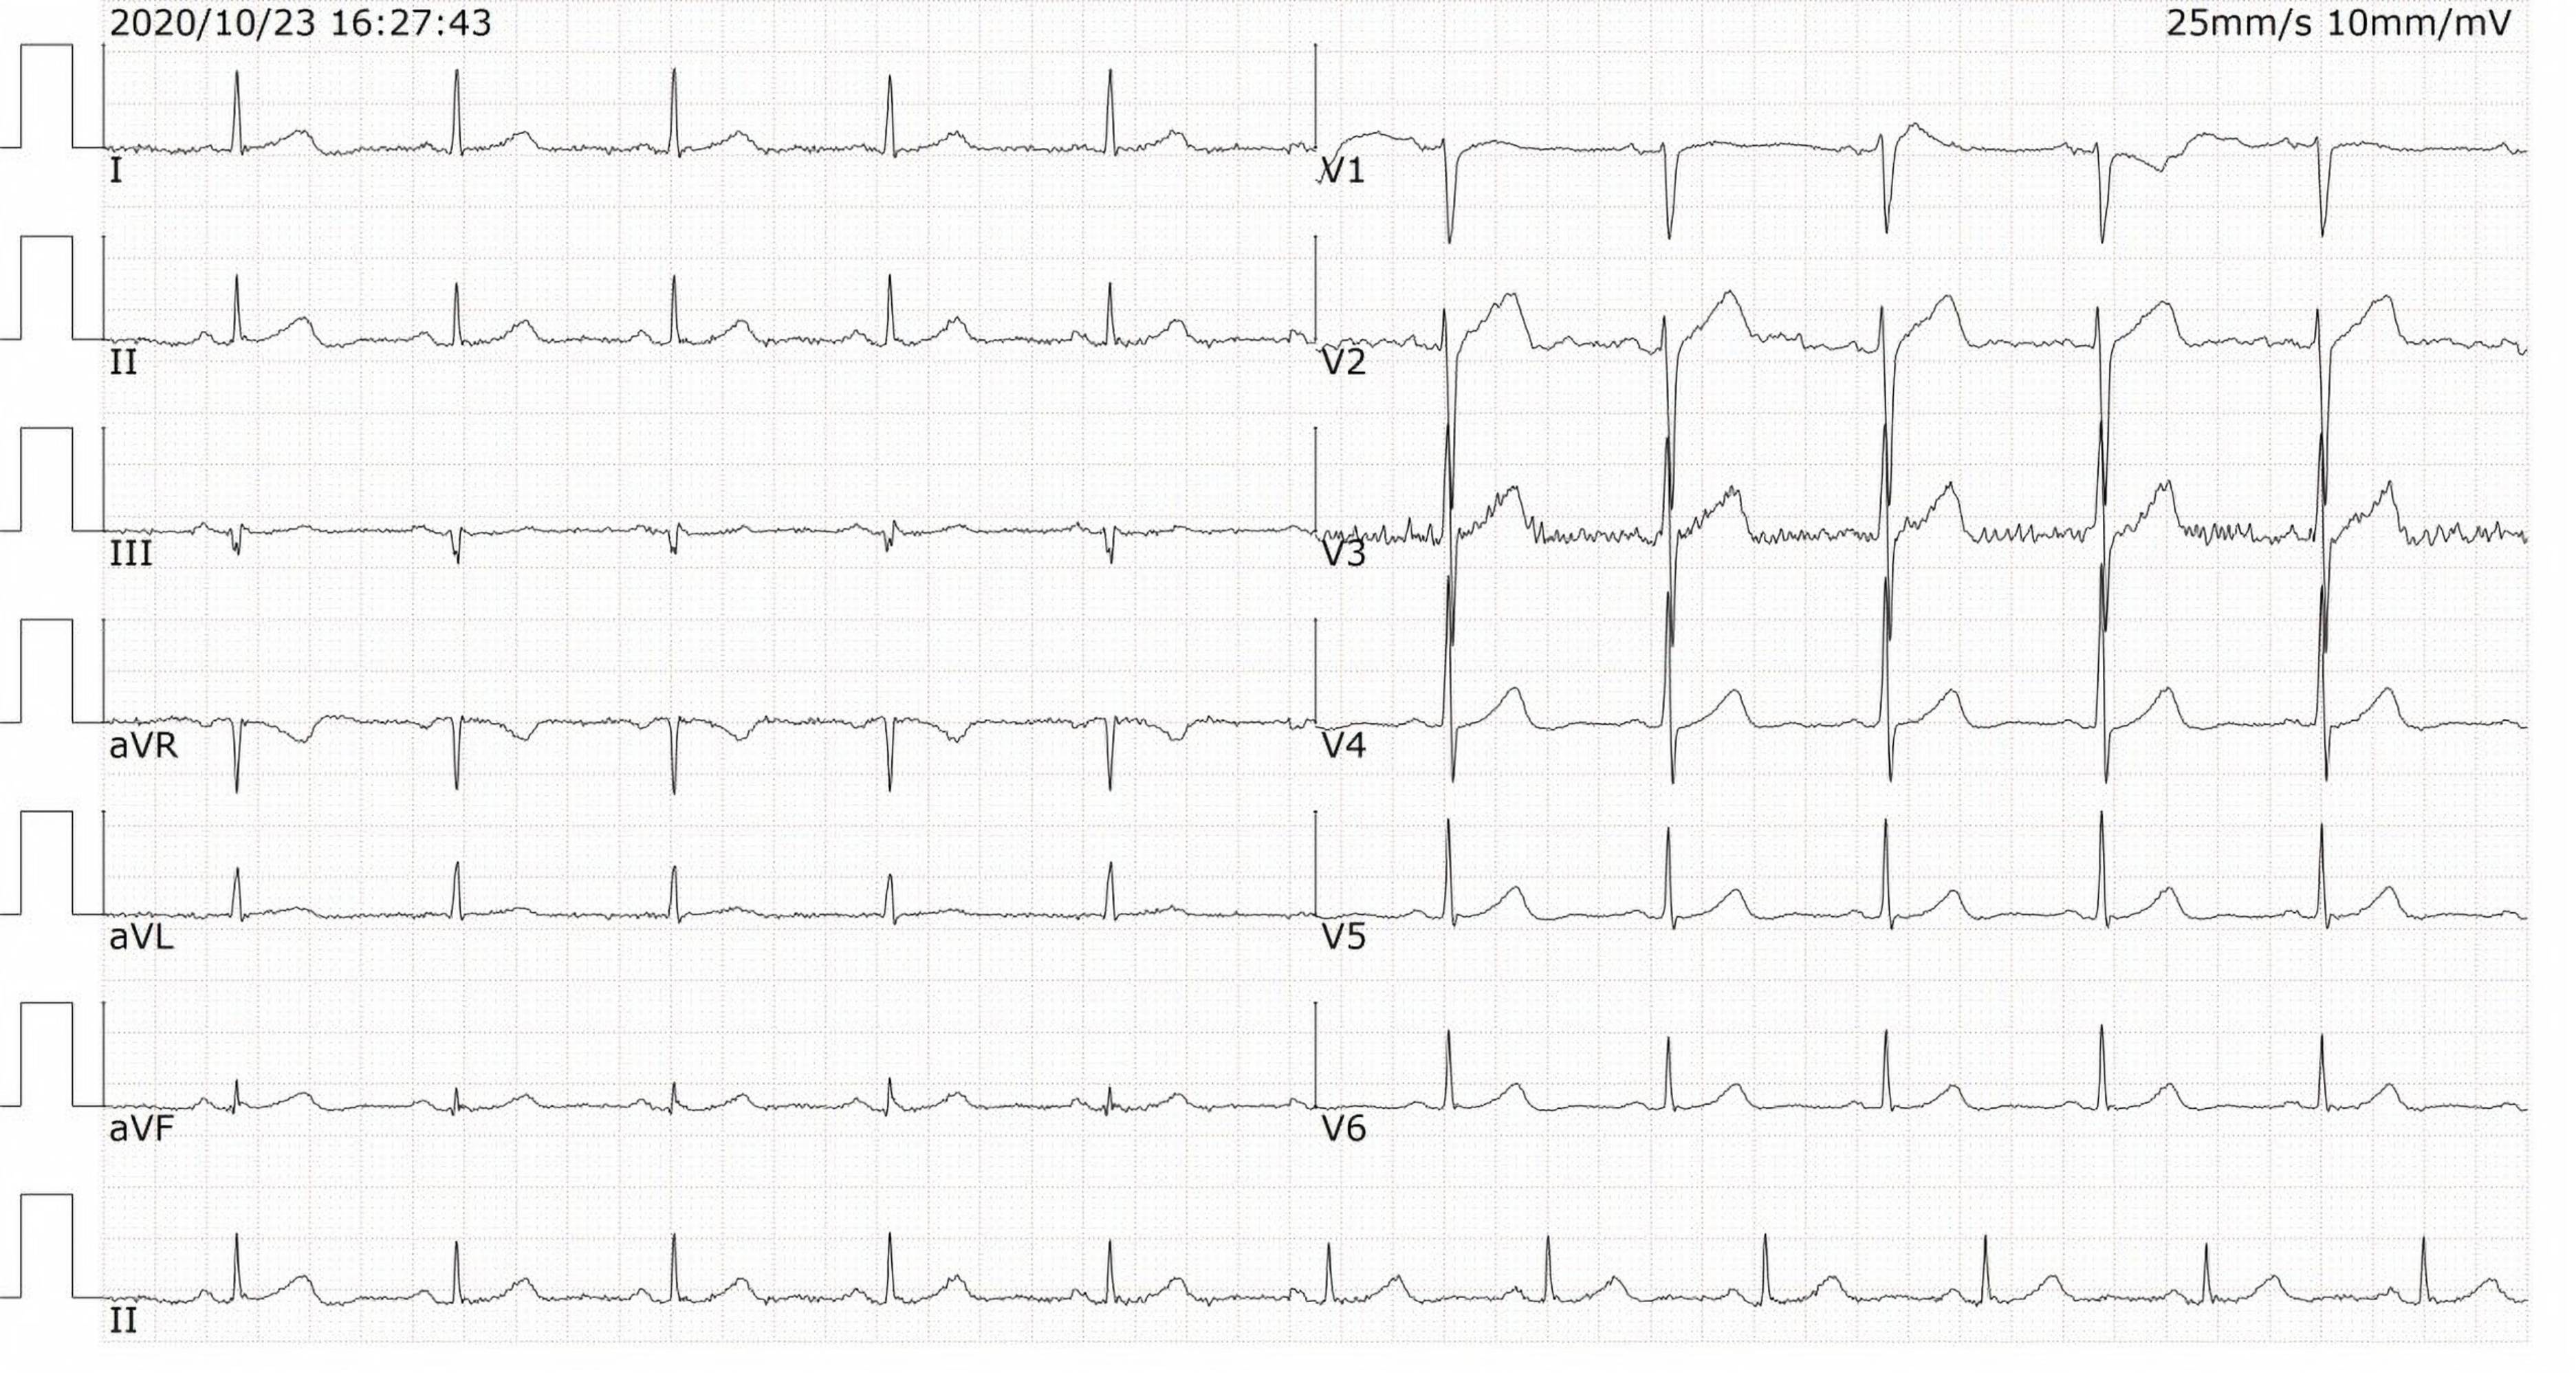 2020/10/23 16:27:43 25mm/s 10mm/mV
I V1
II V2
III V3
aVR V4
aVL V5
aVF V6
II